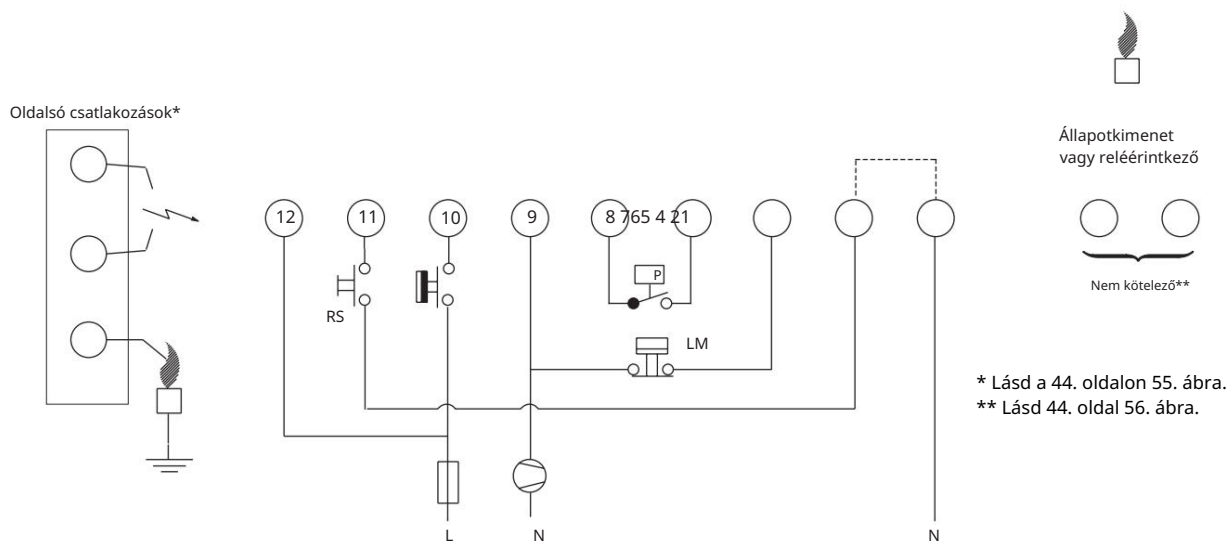 Oldalsó csatlakozások*
Állapotkimenet
vagy reléérintkező
12
11
10
9
8 765 4 21
P
Nem kötelező**
RS
LM
* Lásd a 44. oldalon 55. ábra.
** Lásd 44. oldal 56. ábra.
L
N
N